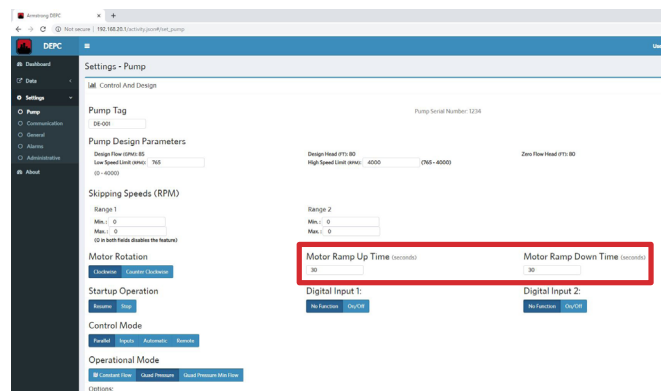 Armstrong DEPC
Not secure | 192.168.20.1/activity.json#/set_pump
DEPC
Use
Dashboard
Data
Settings
Pump
Communication
General
Alarms
Administrative
About
Settings - Pump
Control And Design
Pump Tag
Pump Serial Number: 1234
DE-001
Pump Design Parameters
Design Flow (GPM): 85
Design Head (FT): 80
Zero Flow Head (FT): 80
Low Speed Limit (RPM): 765
High Speed Limit (RPM): 4000 (765 - 4000)
(0 - 4000)
Skipping Speeds (RPM)
Range 1
Range 2
Min. : 0
Min. : 0
Max. : 0
Max. : 0
(0 in both fields disables the feature)
Motor Rotation
Motor Ramp Up Time (seconds)
Motor Ramp Down Time (seconds)
Clockwise Counter Clockwise
30
30
Startup Operation
Digital Input 1:
Digital Input 2:
Resume Stop
No Function On/Off
No Function On/Off
Control Mode
Parallel Inputs Automatic Remote
Operational Mode
Constant Flow Quad Pressure Quad Pressure Min Flow
Options: